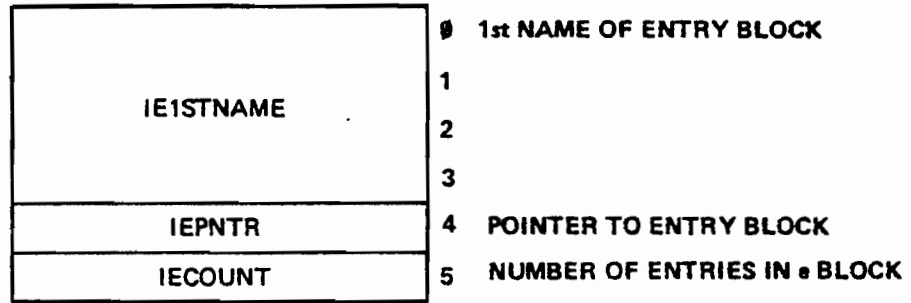 0 1st NAME OF ENTRY BLOCK
1
IE1STNAME
2
3
IEPNTR 4 POINTER TO ENTRY BLOCK
IECOUNT 5 NUMBER OF ENTRIES IN a BLOCK